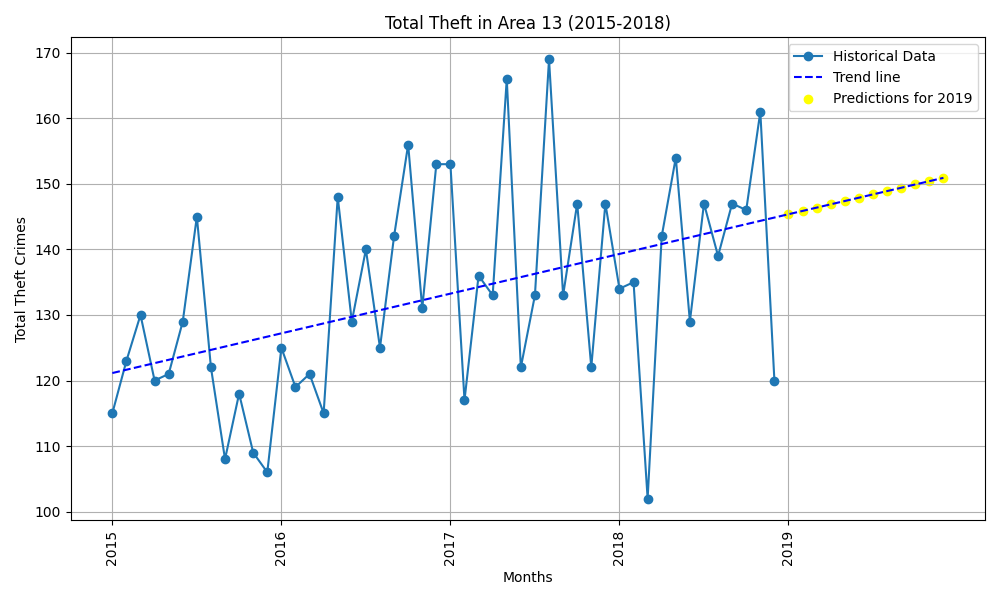 Total Theft in Area 13 (2015-2018)
Historical Data
Trend line
Predictions for 2019
Total Theft Crimes
170
160
150
140
130
120
110
100
2015
2016
2017
2018
2019
Months